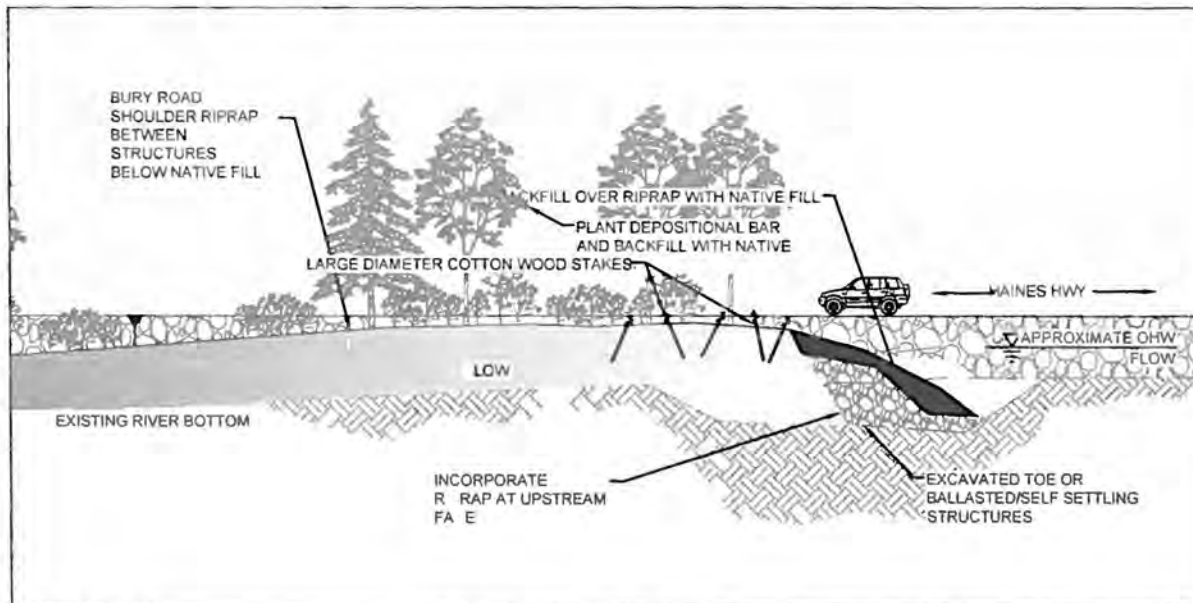 BURY ROAD
SHOULDER RIPRAP
BETWEEN
STRUCTURES
BELOW NATIVE FILL
ACKFILL OVER RIPRAP WITH NATIVE FILL
PLANT DEPOSITIONAL BAR
AND BACKFILL WITH NATIVE
LARGE DIAMETER COTTON WOOD STAKES
HAINES HWY
APPROXIMATE OHW
FLOW
LOW
EXISTING RIVER BOTTOM
INCORPORATE
R RAP AT UPSTREAM
FA E
EXCAVATED TOE OR
BALLASTED/SELF SETTLING
STRUCTURES